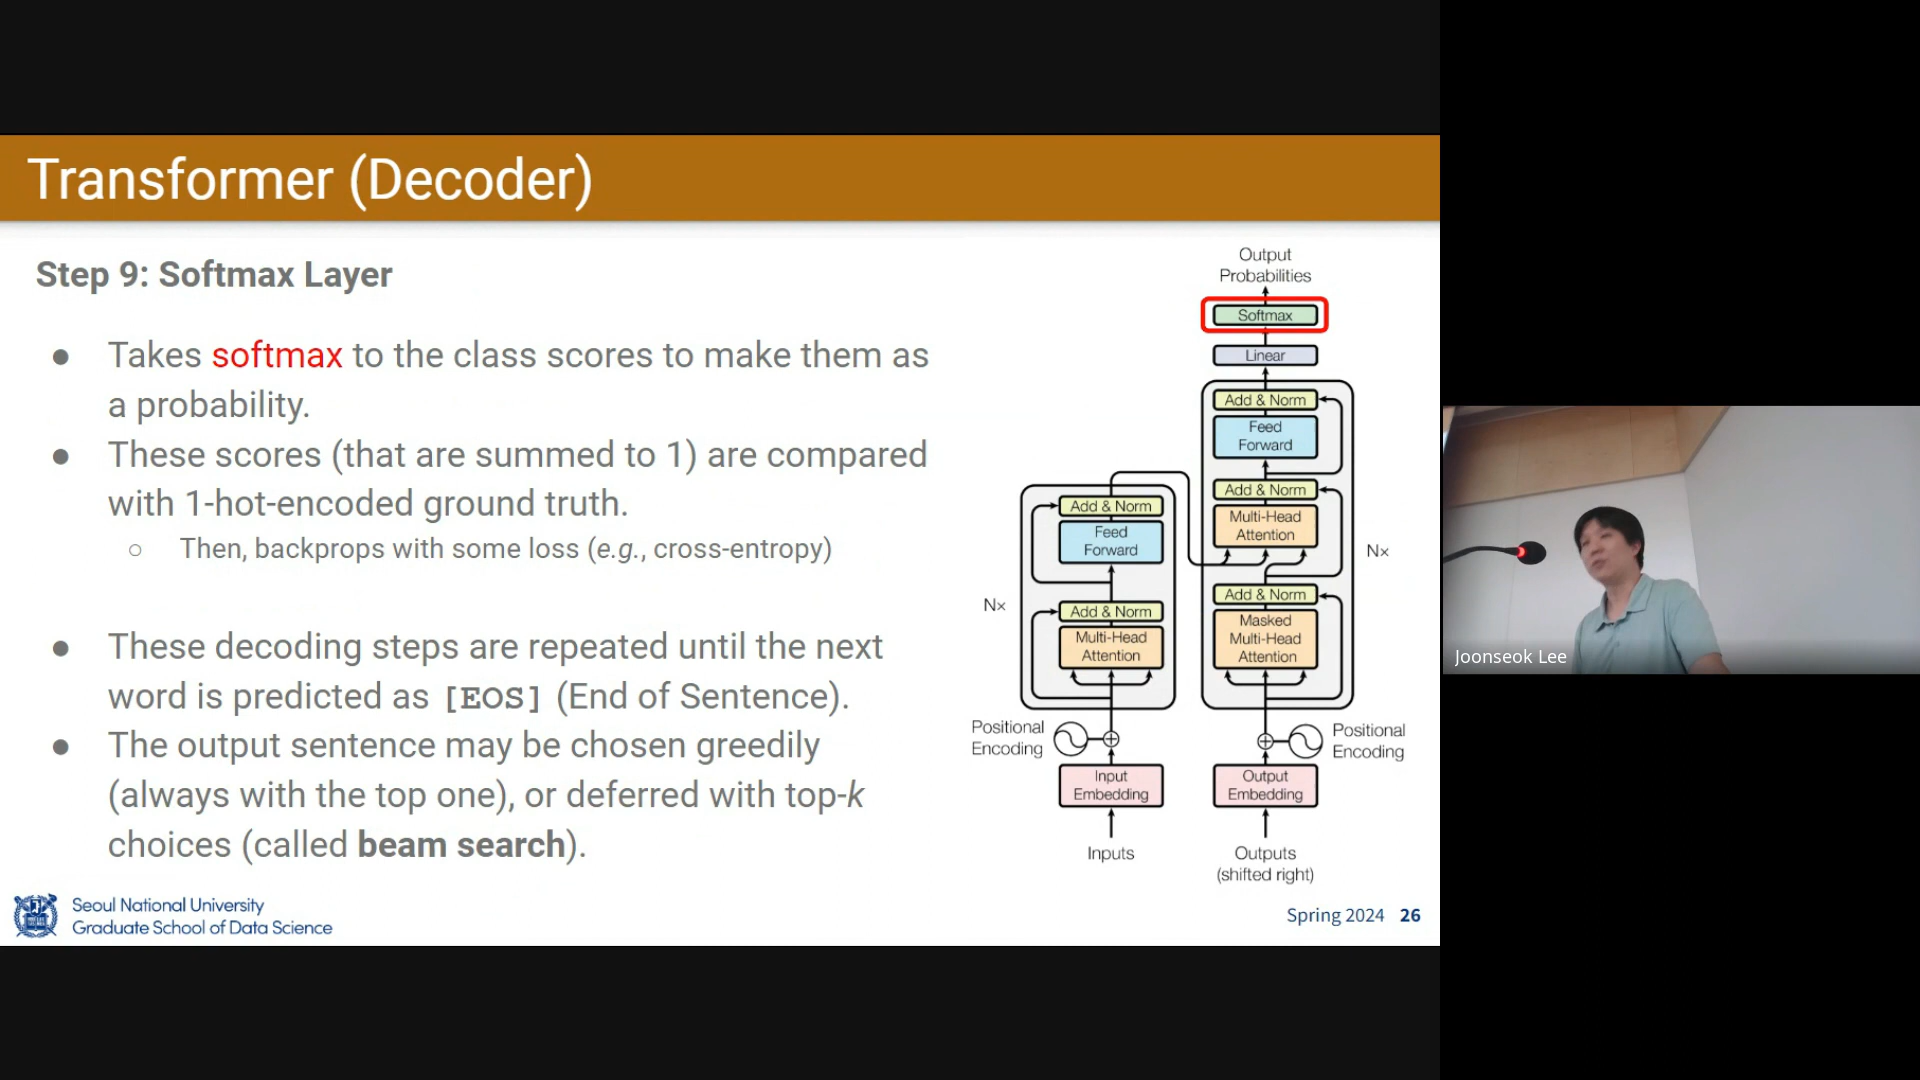 Transformer (Decoder)
Step 9: Softmax Layer
● Takes softmax to the class scores to make them as
a probability.
● These scores (that are summed to 1) are compared
with 1-hot-encoded ground truth.
○ Then, backprops with some loss (e.g., cross-entropy)
● These decoding steps are repeated until the next
word is predicted as [EOS] (End of Sentence).
● The output sentence may be chosen greedily
(always with the top one), or deferred with top-k
choices (called beam search).
Output
Probabilities
Softmax
Linear
Add & Norm
Feed
Forward
Add & Norm
Multi-Head
Attention
Nx
Add & Norm
Masked
Multi-Head
Attention
Add & Norm
Feed
Forward
Nx
Add & Norm
Multi-Head
Attention
Positional
Encoding
Positional
Encoding
Input
Embedding
Output
Embedding
Inputs
Outputs
(shifted right)
Seoul National University
Graduate School of Data Science
Spring 2024 26
Joonseok Lee